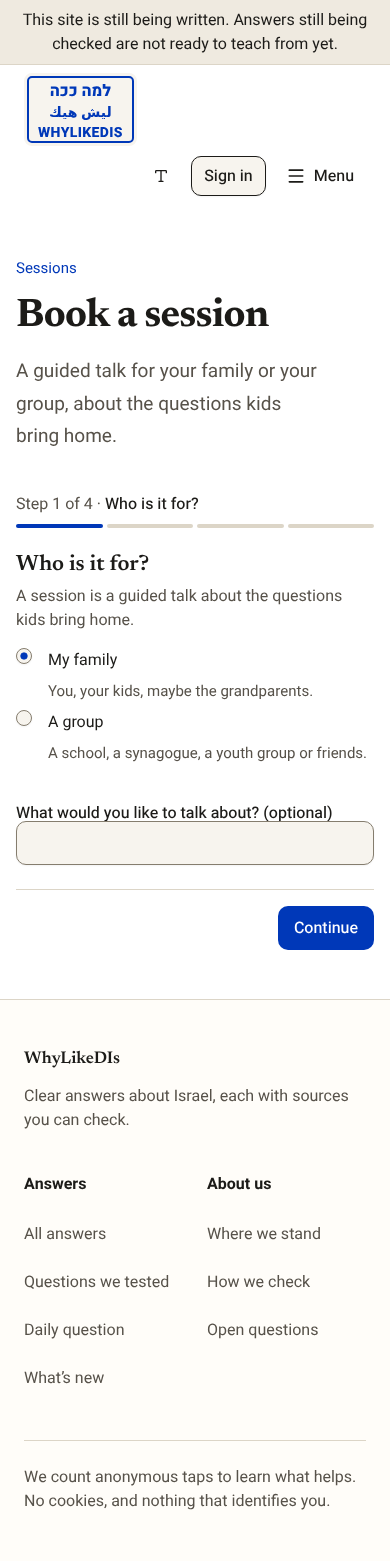 This site is still being written. Answers still being
checked are not ready to teach from yet.
למה ככה
ليش هيك
WHYLIKEDIS
T
Sign in
Menu
Sessions
Book a session
A guided talk for your family or your
group, about the questions kids
bring home.
Step 1 of 4 · Who is it for?
Who is it for?
A session is a guided talk about the questions
kids bring home.
My family
You, your kids, maybe the grandparents.
A group
A school, a synagogue, a youth group or friends.
What would you like to talk about? (optional)
Continue
WhyLikeDIs
Clear answers about Israel, each with sources
you can check.
Answers
About us
All answers
Where we stand
Questions we tested
How we check
Daily question
Open questions
What’s new
We count anonymous taps to learn what helps.
No cookies, and nothing that identifies you.